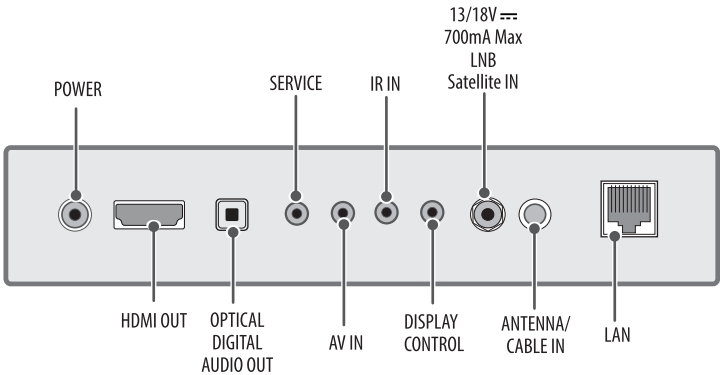 POWER
SERVICE
IR IN
13/18V ⎓
700mA Max
LNB
Satellite IN
HDMI OUT
OPTICAL
DIGITAL
AUDIO OUT
AV IN
DISPLAY
CONTROL
ANTENNA/
CABLE IN
LAN